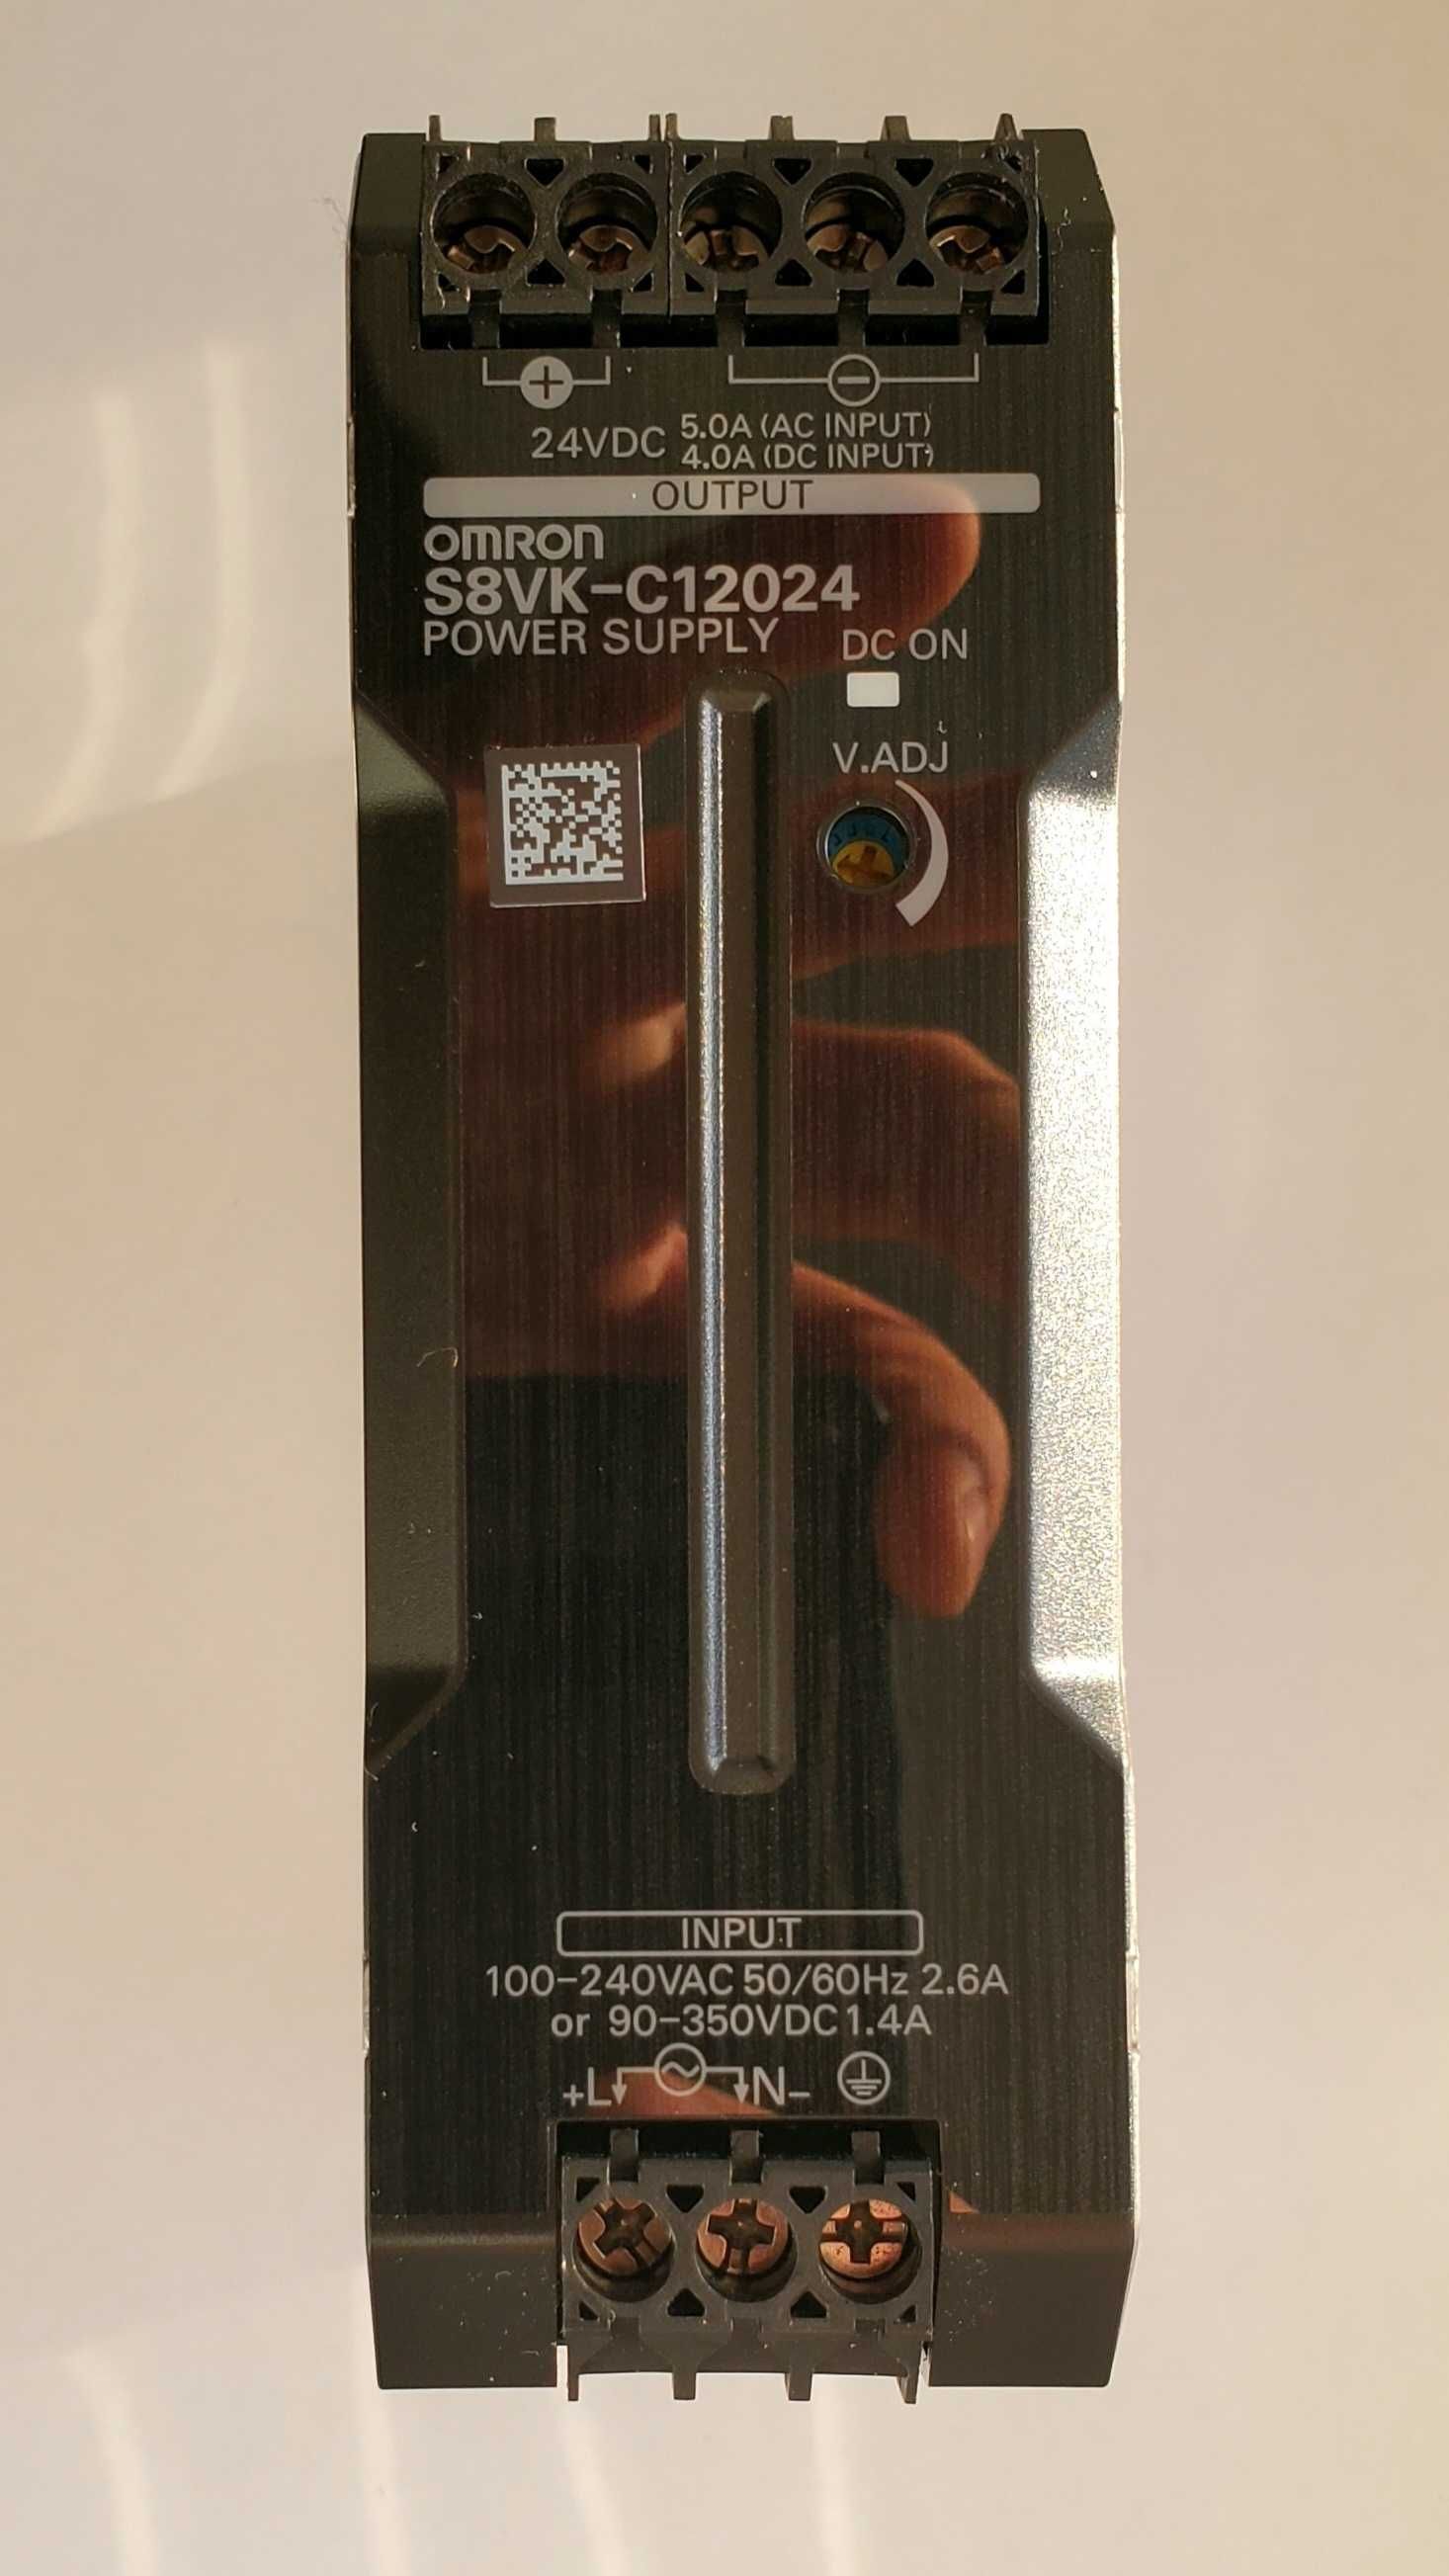 + −
24VDC 5.0A (AC INPUT)
4.0A (DC INPUT)
OUTPUT
OMRON
S8VK-C12024
POWER SUPPLY
DC ON
V.ADJ
INPUT
100-240VAC 50/60Hz 2.6A
or 90-350VDC 1.4A
+L N-